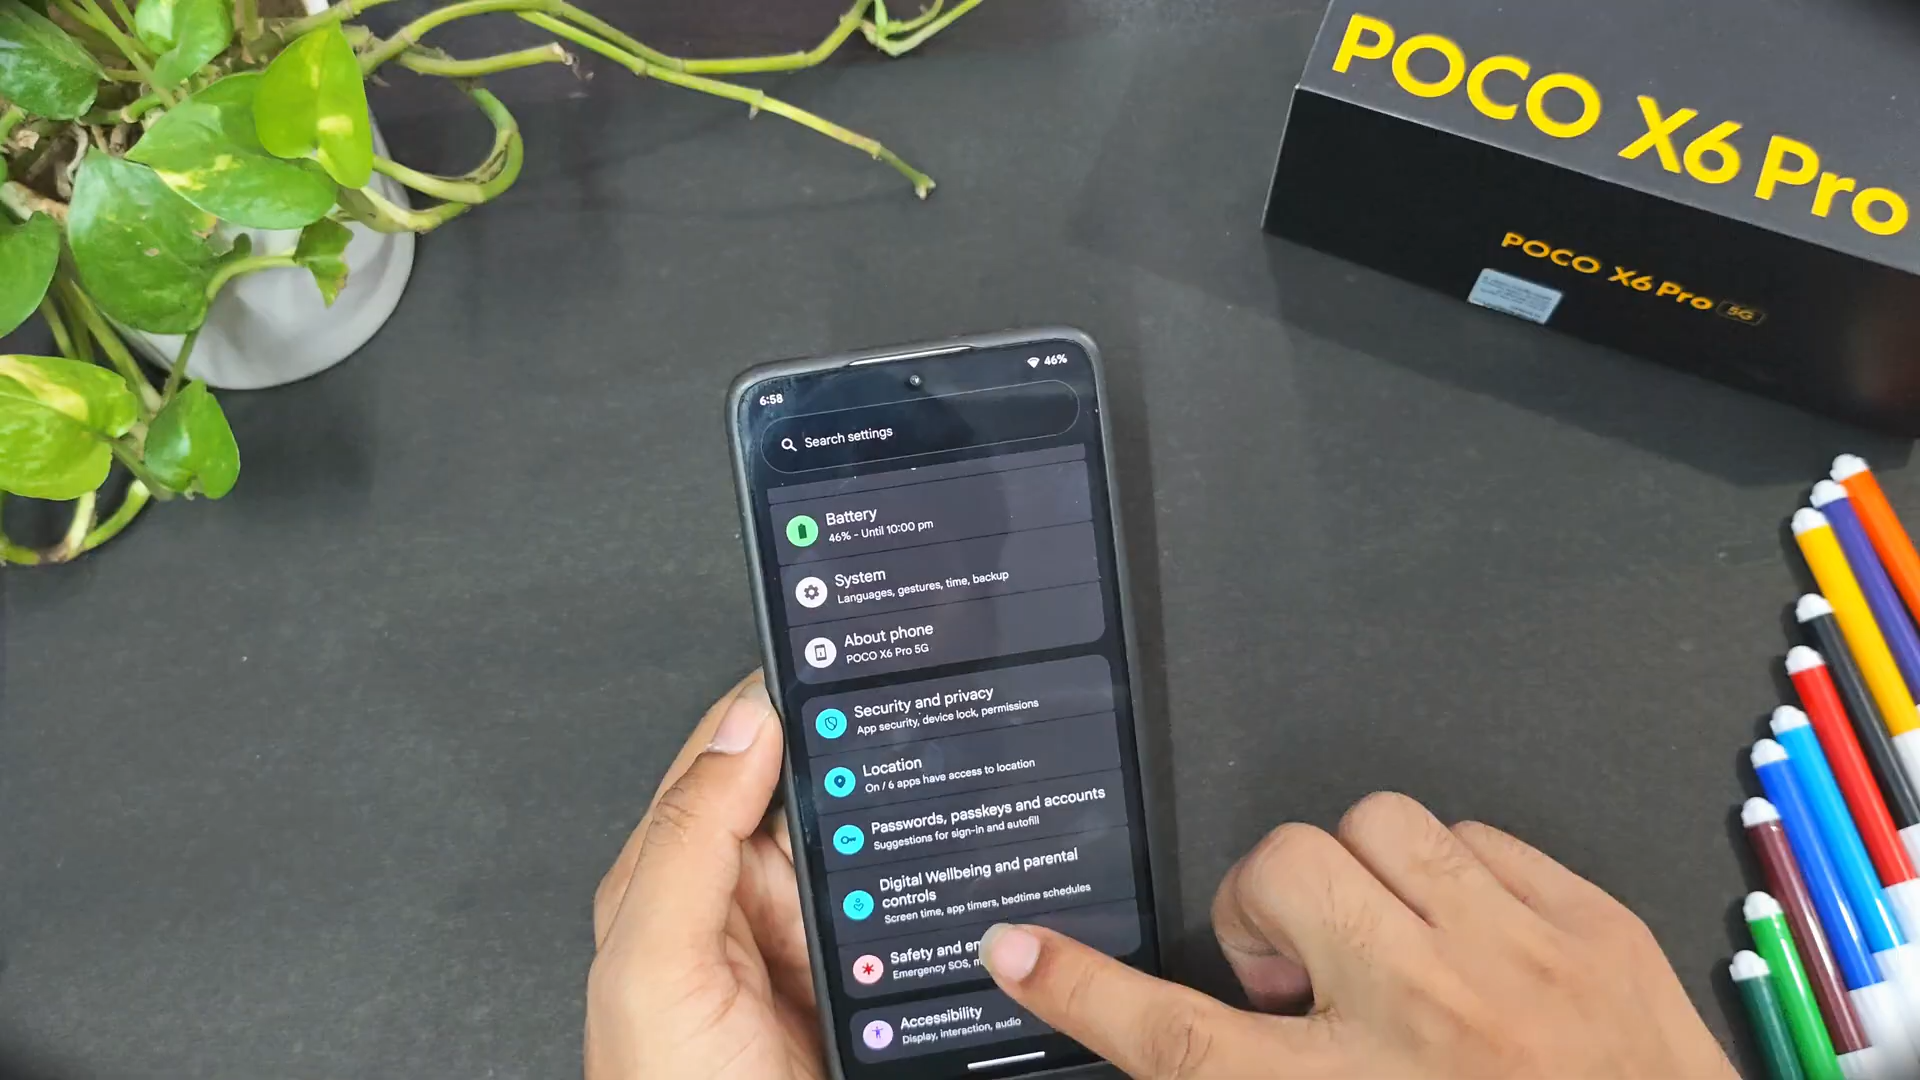 POCO X6 Pro
POCO X6 Pro 5G
6:58
46%
Search settings
Battery
46% - Until 10:00 pm
System
Languages, gestures, time, backup
About phone
POCO X6 Pro 5G
Security and privacy
App security, device lock, permissions
Location
On / 6 apps have access to location
Passwords, passkeys and accounts
Suggestions for sign-in and autofill
Digital Wellbeing and parental
controls
Screen time, app timers, bedtime schedules
Safety and
Emergency SOS,
Accessibility
Display, interaction, audio